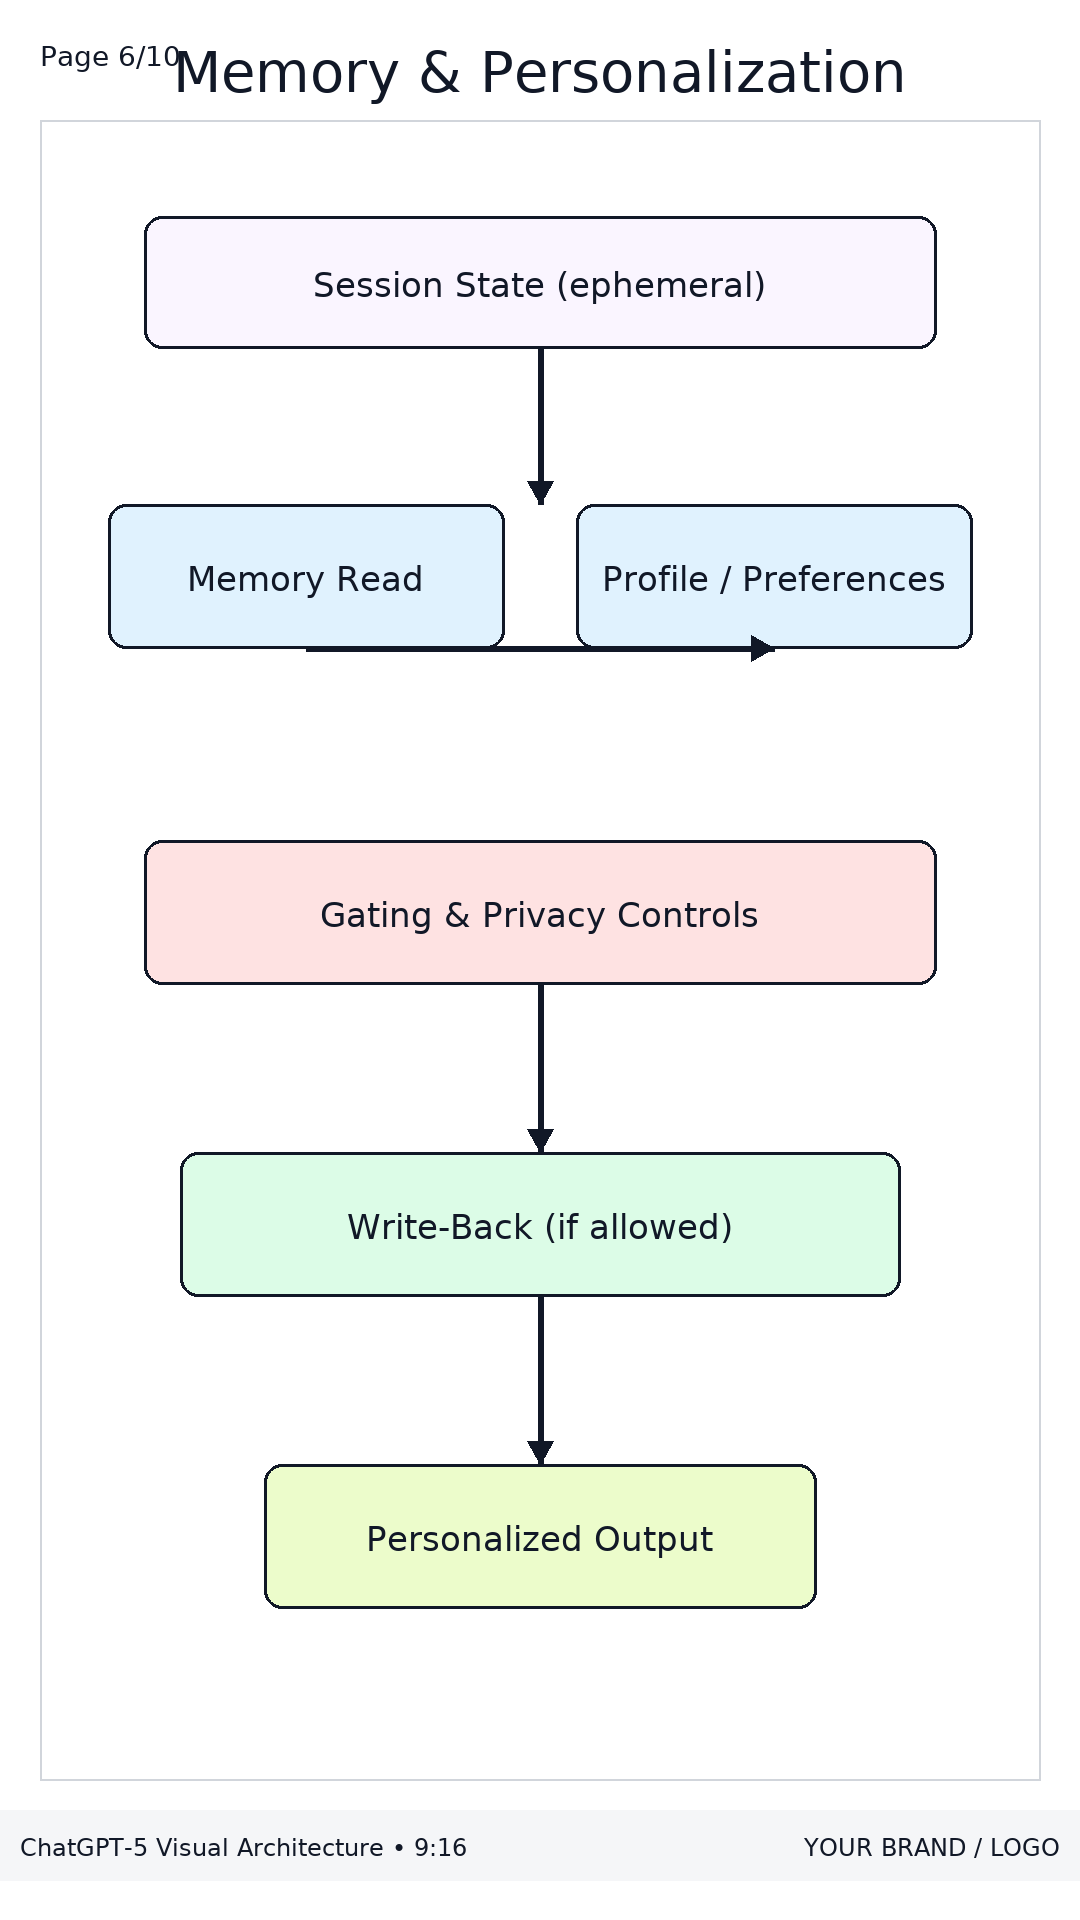 Page 6/10
Memory & Personalization
Session State (ephemeral)
Memory Read
Profile / Preferences
Gating & Privacy Controls
Write-Back (if allowed)
Personalized Output
ChatGPT-5 Visual Architecture • 9:16
YOUR BRAND / LOGO